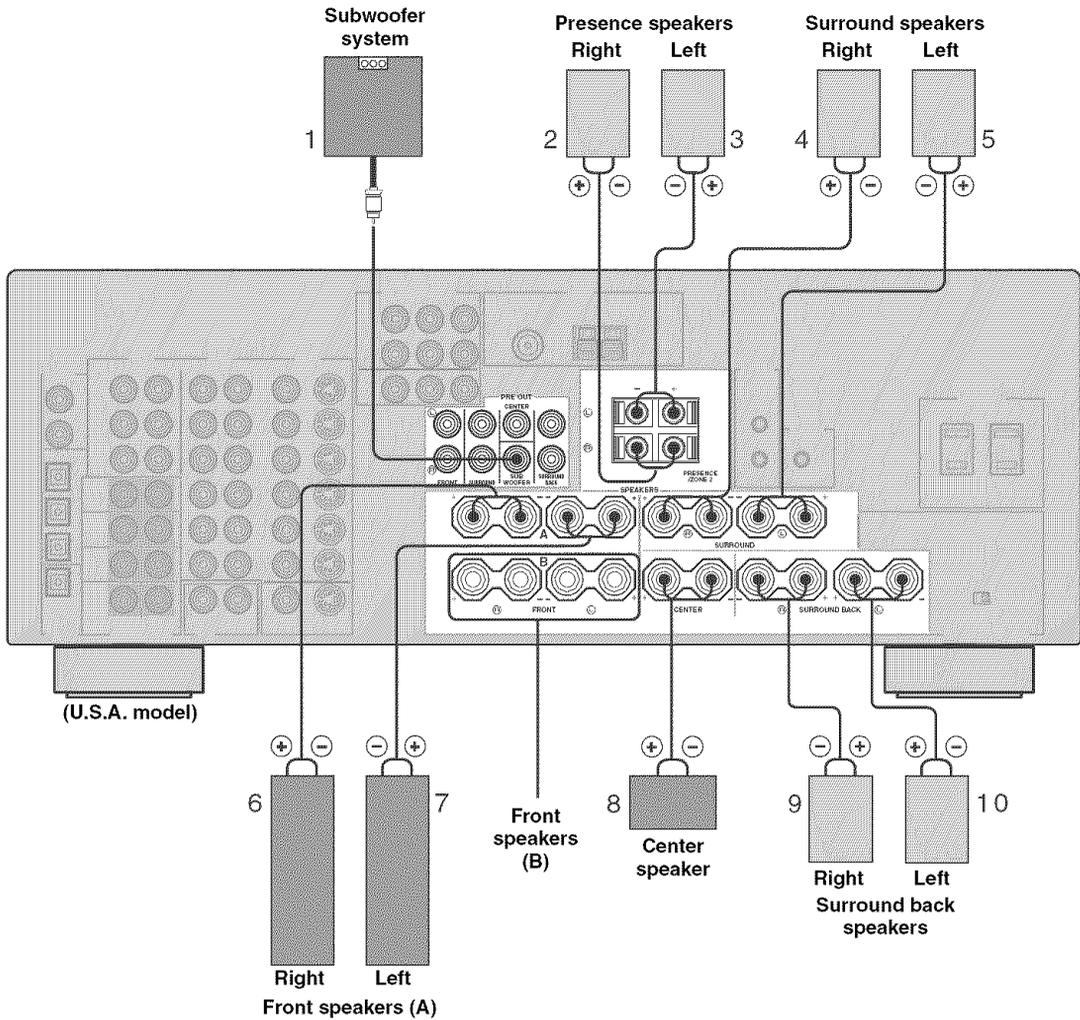 Subwoofer
system
Presence speakers
Right Left
Surround speakers
Right Left
1
2
3
4
5
+ −
− +
+ −
− +
PRE OUT
CENTER
L
R
FRONT SURROUND SUB WOOFER SURROUND BACK
− +
L
R
PRESENCE
/ZONE 2
SPEAKERS
A
R L
SURROUND
B
R FRONT L
CENTER
R SURROUND BACK L
(U.S.A. model)
+ −
− +
+ −
− +
+ −
6
7
8
9
10
Front
speakers
(B)
Center
speaker
Right Left
Surround back
speakers
Right Left
Front speakers (A)